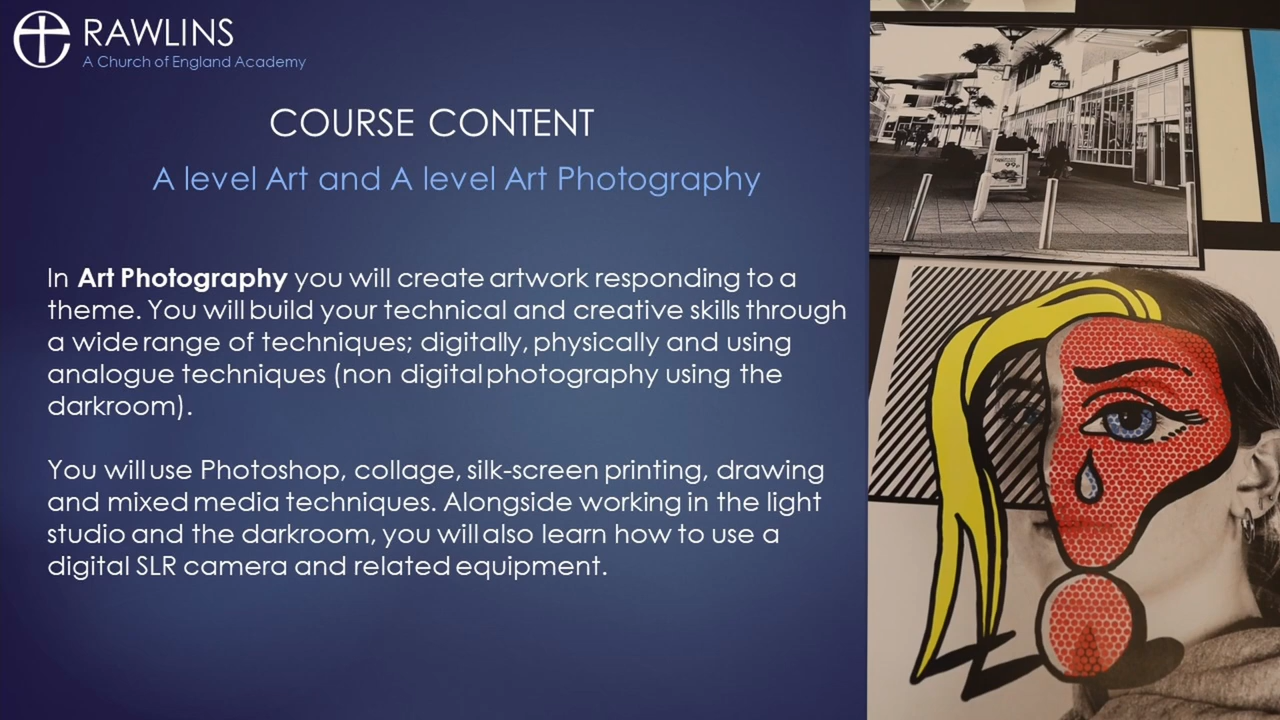 RAWLINS
A Church of England Academy
COURSE CONTENT
A level Art and A level Art Photography
In Art Photography you will create artwork responding to a
theme. You will build your technical and creative skills through
a wide range of techniques; digitally, physically and using
analogue techniques (non digital photography using the
darkroom).
You will use Photoshop, collage, silk-screen printing, drawing
and mixed media techniques. Alongside working in the light
studio and the darkroom, you will also learn how to use a
digital SLR camera and related equipment.
99p